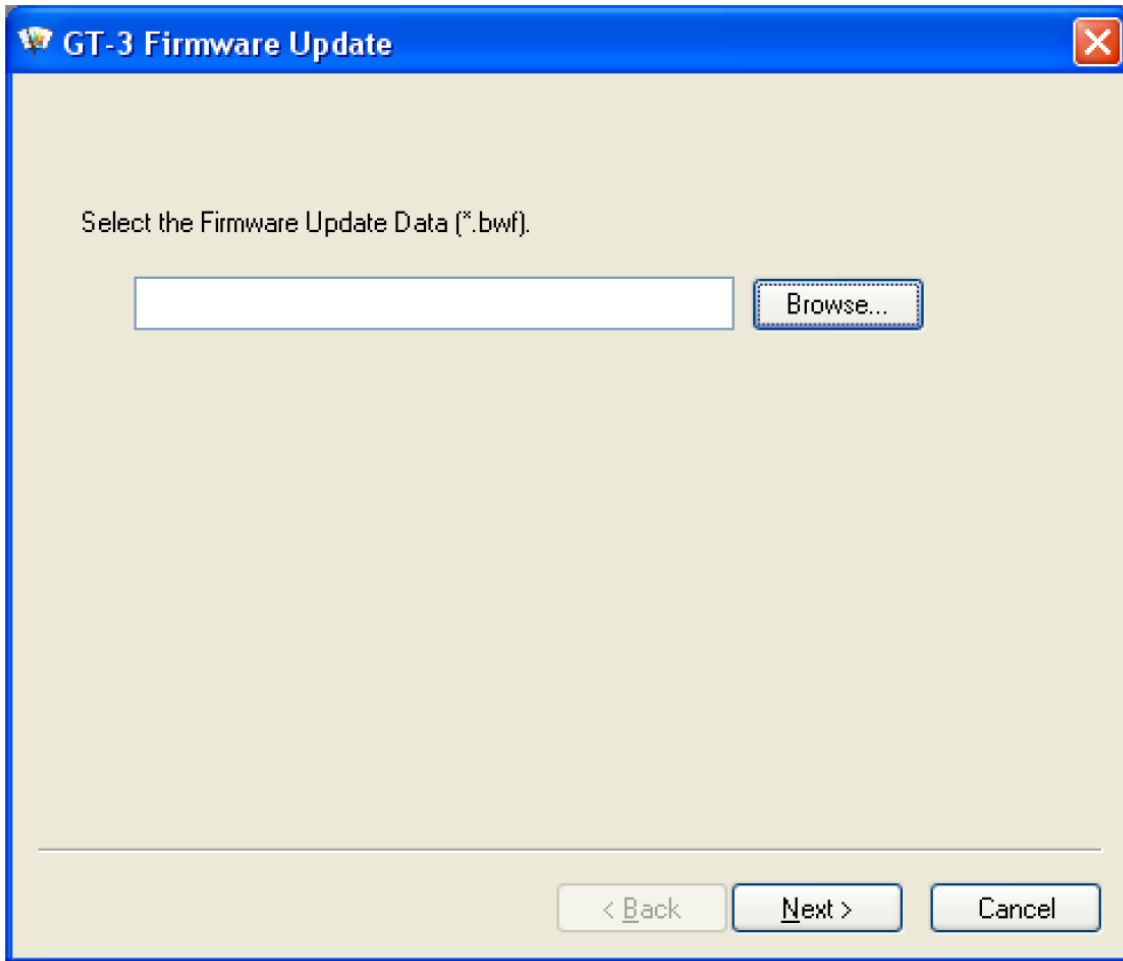 GT-3 Firmware Update
Select the Firmware Update Data (*.bwf).
Browse...
< Back Next > Cancel